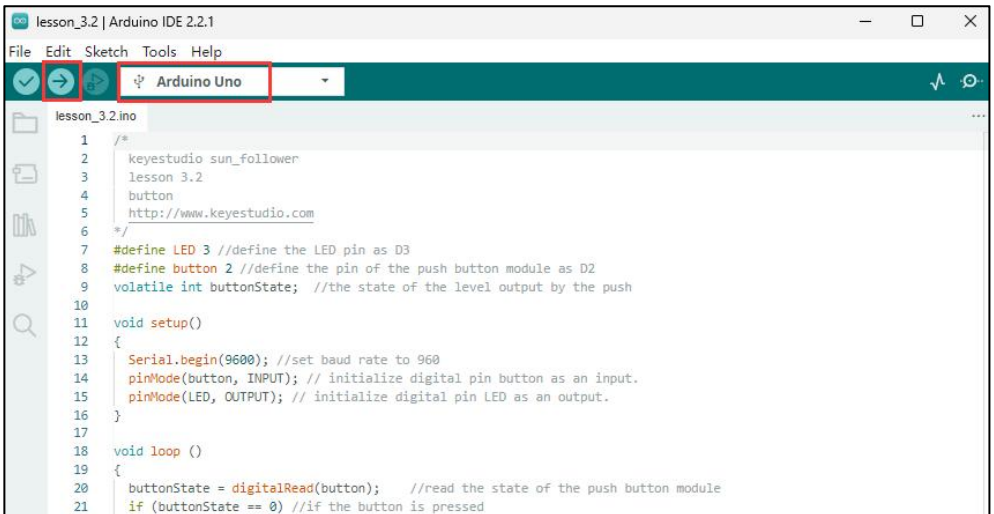 lesson_3.2 | Arduino IDE 2.2.1
File Edit Sketch Tools Help
Arduino Uno
lesson_3.2.ino
1 /*
2 keyestudio sun_follower
3 lesson 3.2
4 button
5 http://www.keyestudio.com
6 */
7 #define LED 3 //define the LED pin as D3
8 #define button 2 //define the pin of the push button module as D2
9 volatile int buttonState; //the state of the level output by the push
10
11 void setup()
12 {
13 Serial.begin(9600); //set baud rate to 960
14 pinMode(button, INPUT); // initialize digital pin button as an input.
15 pinMode(LED, OUTPUT); // initialize digital pin LED as an output.
16 }
17
18 void loop ()
19 {
20 buttonState = digitalRead(button); //read the state of the push button module
21 if (buttonState == 0) //if the button is pressed